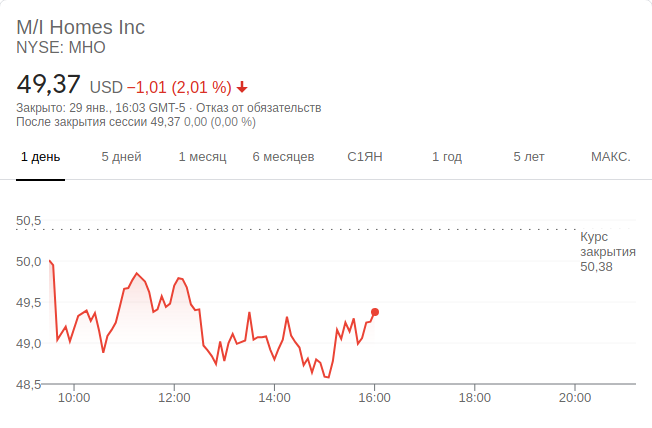 M/I Homes Inc
NYSE: MHO
49,37 USD −1,01 (2,01 %)
Закрыто: 29 янв., 16:03 GMT-5 · Отказ от обязательств
После закрытия сессии 49,37 0,00 (0,00 %)
1 день 5 дней 1 месяц 6 месяцев С1ЯН 1 год 5 лет МАКС.
50,5
Курс
закрытия
50,38
50,0
49,5
49,0
48,5
10:00 12:00 14:00 16:00 18:00 20:00